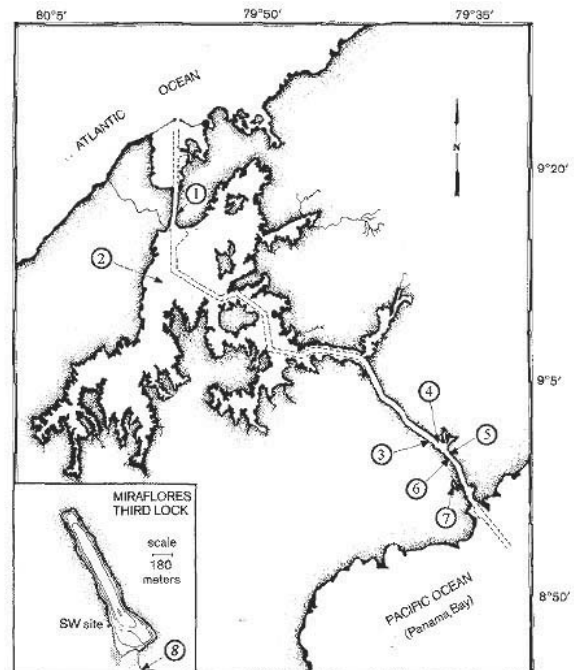 80°5' 79°50' 79°35'
ATLANTIC OCEAN
N
9°20'
1
2
9°5'
4
5
3
6
7
MIRAFLORES
THIRD LOCK
scale
180
meters
SW site
8
8°50'
PACIFIC OCEAN
(Panama Bay)